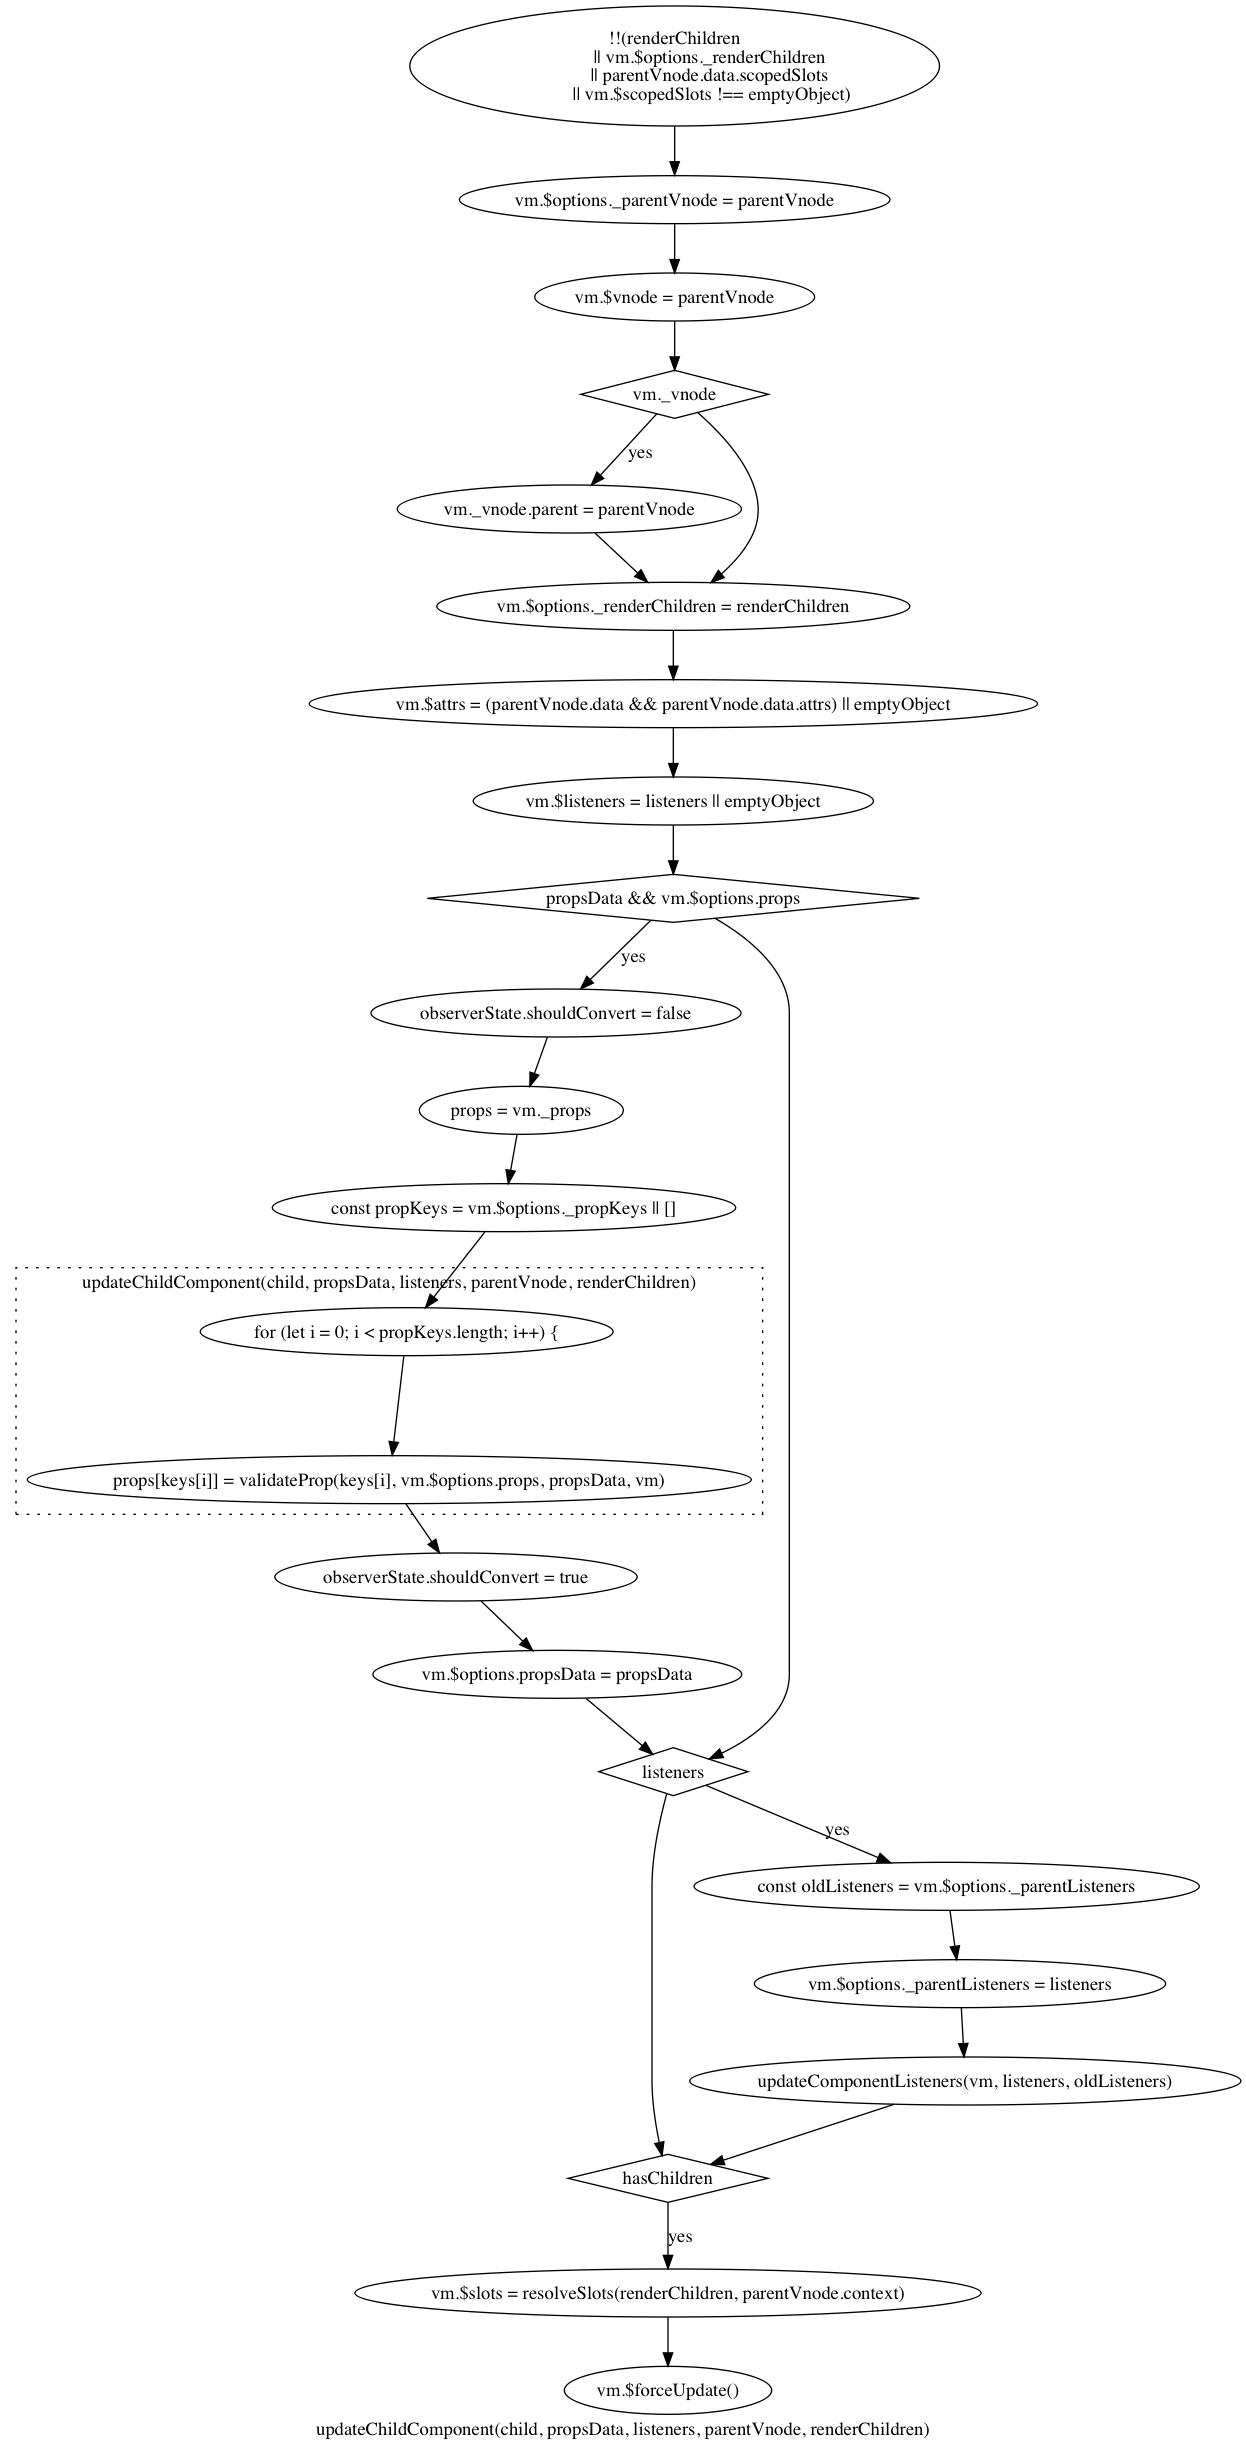 !!(renderChildren
|| vm.$options._renderChildren
|| parentVnode.data.scopedSlots
|| vm.$scopedSlots !== emptyObject)
vm.$options._parentVnode = parentVnode
vm.$vnode = parentVnode
vm._vnode
yes
vm._vnode.parent = parentVnode
vm.$options._renderChildren = renderChildren
vm.$attrs = (parentVnode.data && parentVnode.data.attrs) || emptyObject
vm.$listeners = listeners || emptyObject
propsData && vm.$options.props
yes
observerState.shouldConvert = false
props = vm._props
const propKeys = vm.$options._propKeys || []
updateChildComponent(child, propsData, listeners, parentVnode, renderChildren)
for (let i = 0; i < propKeys.length; i++) {
props[keys[i]] = validateProp(keys[i], vm.$options.props, propsData, vm)
observerState.shouldConvert = true
vm.$options.propsData = propsData
listeners
yes
const oldListeners = vm.$options._parentListeners
vm.$options._parentListeners = listeners
updateComponentListeners(vm, listeners, oldListeners)
hasChildren
yes
vm.$slots = resolveSlots(renderChildren, parentVnode.context)
vm.$forceUpdate()
updateChildComponent(child, propsData, listeners, parentVnode, renderChildren)